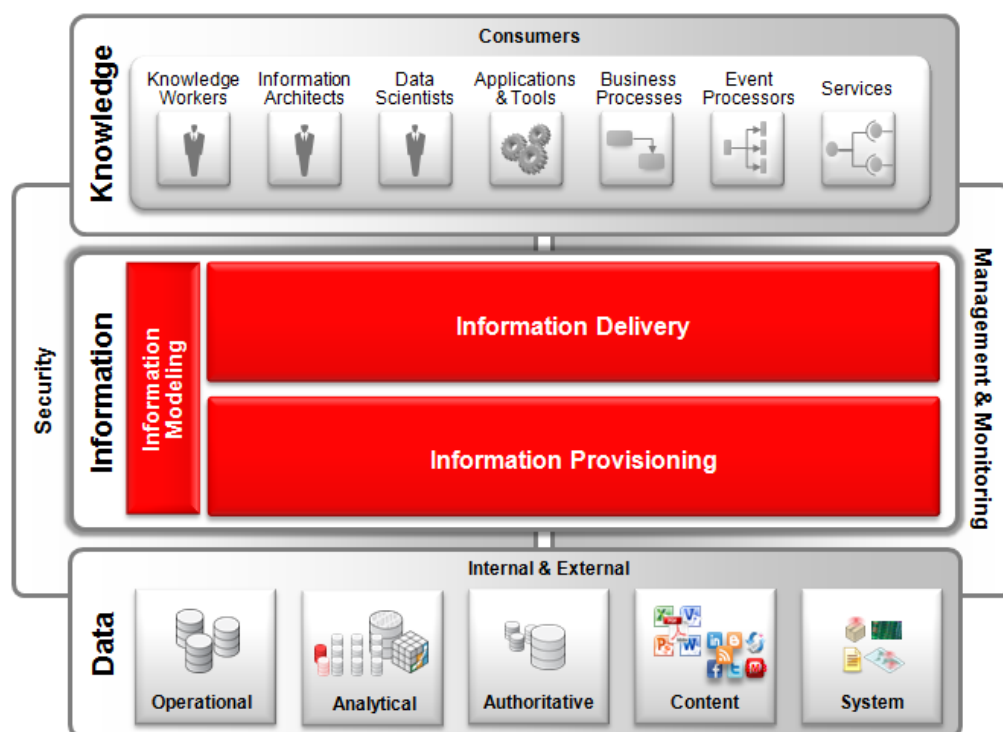 Consumers
Knowledge
Knowledge
Workers
Information
Architects
Data
Scientists
Applications
& Tools
Business
Processes
Event
Processors
Services
Security
Information
Information
Modeling
Information Delivery
Information Provisioning
Management & Monitoring
Data
Internal & External
Operational
Analytical
Authoritative
Content
System